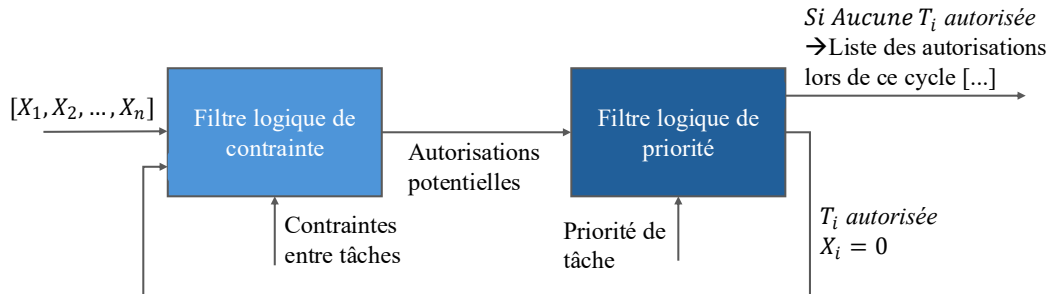 [X₁, X₂, …, Xₙ]
Filtre logique de
contrainte
Autorisations
potentielles
Contraintes
entre tâches
Filtre logique de
priorité
Priorité de
tâche
Si Aucune Tᵢ autorisée
→Liste des autorisations
lors de ce cycle [...]
Tᵢ autorisée
Xᵢ = 0